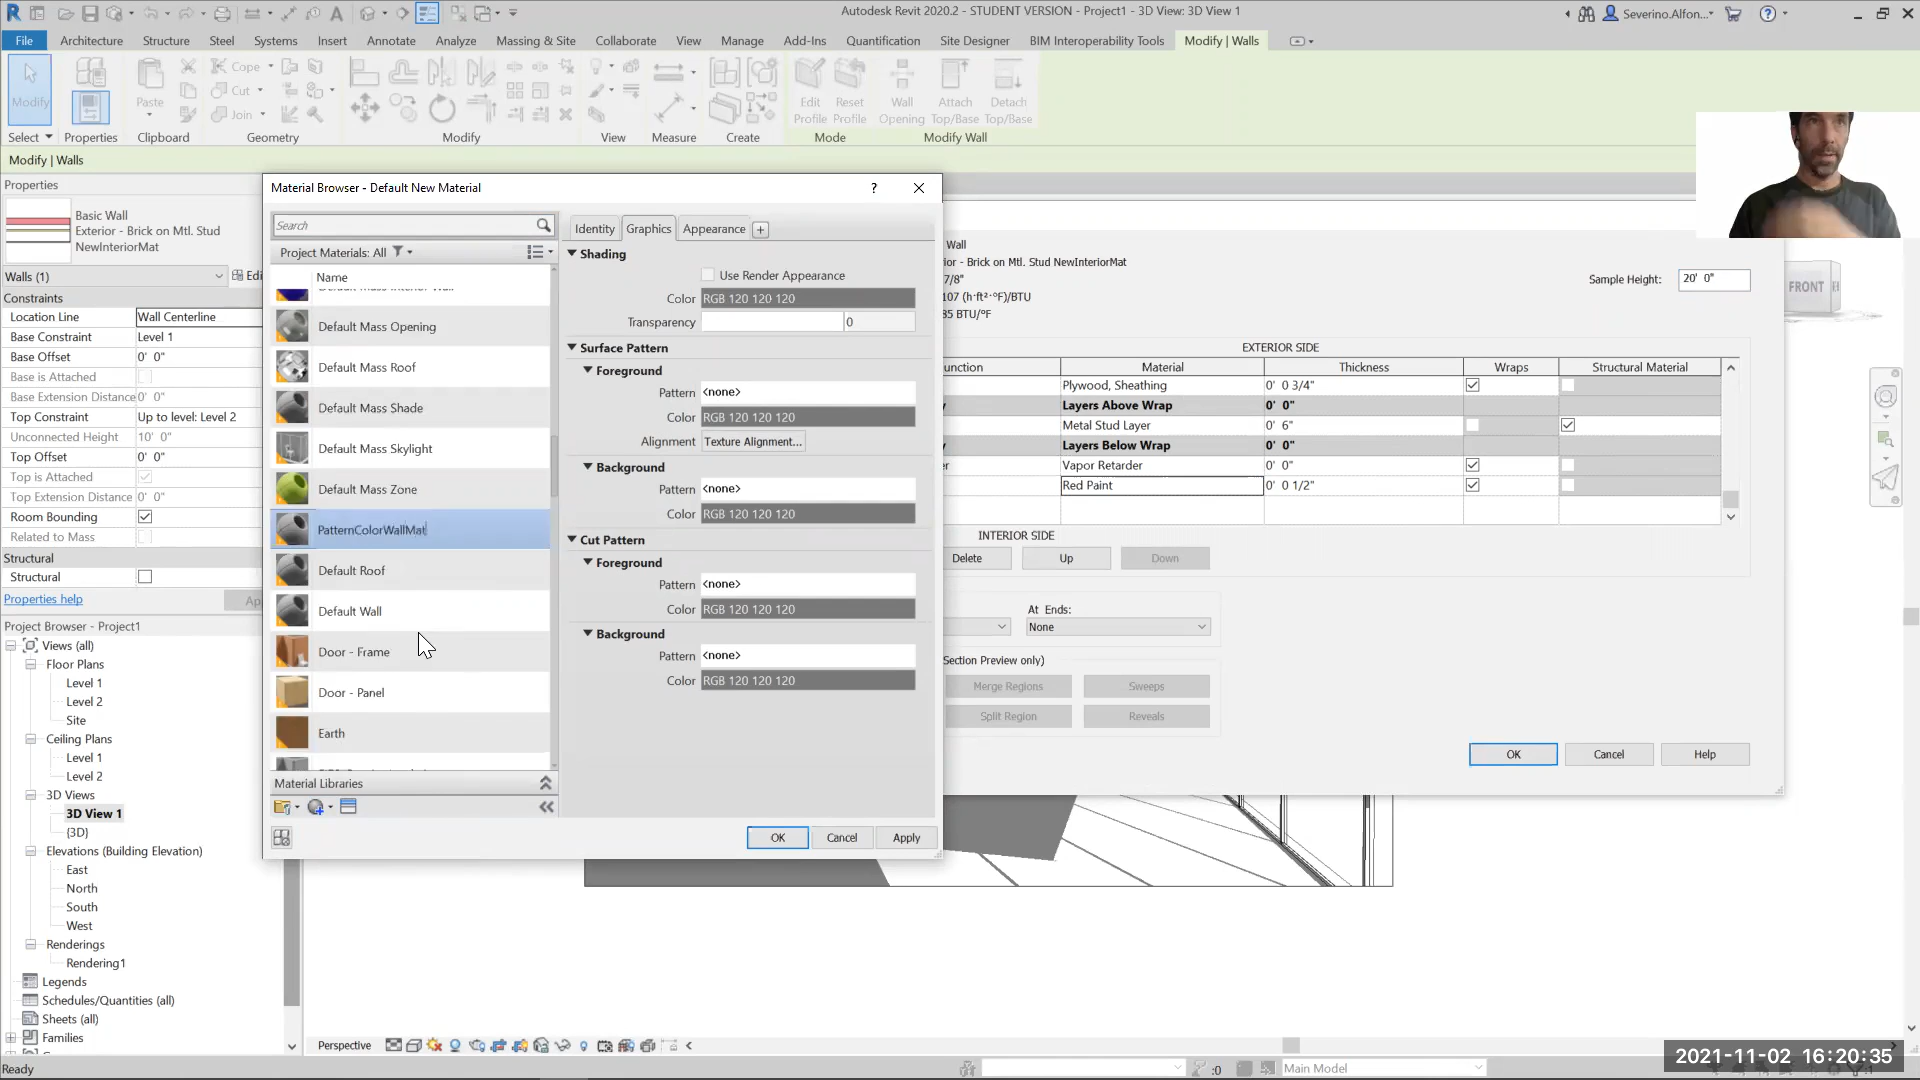 Autodesk Revit 2020.2 - STUDENT VERSION - Project1 - 3D View: 3D View 1
Severino.Alfon...
File Architecture Structure Steel Systems Insert Annotate Analyze Massing & Site Collaborate View Manage Add-Ins Quantification Site Designer BIM Interoperability Tools Modify | Walls
Modify
Paste
Cope
Cut
Join
Edit Profile
Reset Profile
Wall Opening
Attach Top/Base
Detach Top/Base
Select Properties Clipboard Geometry Modify View Measure Create Mode Modify Wall
Modify | Walls
Properties
Basic Wall
Exterior - Brick on Mtl. Stud
NewInteriorMat
Walls (1)
Edi
Constraints
Location Line Wall Centerline
Base Constraint Level 1
Base Offset 0' 0"
Base is Attached
Base Extension Distance 0' 0"
Top Constraint Up to level: Level 2
Unconnected Height 10' 0"
Top Offset 0' 0"
Top is Attached
Top Extension Distance 0' 0"
Room Bounding
Related to Mass
Structural
Structural
Properties help
Ap
Project Browser - Project1
Views (all)
Floor Plans
Level 1
Level 2
Site
Ceiling Plans
Level 1
Level 2
3D Views
3D View 1
{3D}
Elevations (Building Elevation)
East
North
South
West
Renderings
Rendering1
Legends
Schedules/Quantities (all)
Sheets (all)
Families
Ready
Material Browser - Default New Material
?
Search
Project Materials: All
Name
Default Mass Interior Wall
Default Mass Opening
Default Mass Roof
Default Mass Shade
Default Mass Skylight
Default Mass Zone
PatternColorWallMat
Default Roof
Default Wall
Door - Frame
Door - Panel
Earth
Material Libraries
Identity Graphics Appearance
Shading
Use Render Appearance
Color RGB 120 120 120
Transparency 0
Surface Pattern
Foreground
Pattern <none>
Color RGB 120 120 120
Alignment Texture Alignment...
Background
Pattern <none>
Color RGB 120 120 120
Cut Pattern
Foreground
Pattern <none>
Color RGB 120 120 120
Background
Pattern <none>
Color RGB 120 120 120
OK Cancel Apply
Wall
ior - Brick on Mtl. Stud NewInteriorMat
7/8"
107 (h·ft²·°F)/BTU
85 BTU/°F
Sample Height: 20' 0"
FRONT
EXTERIOR SIDE
unction Material Thickness Wraps Structural Material
Plywood, Sheathing 0' 0 3/4"
y Layers Above Wrap 0' 0"
Metal Stud Layer 0' 6"
y Layers Below Wrap 0' 0"
er Vapor Retarder 0' 0"
Red Paint 0' 0 1/2"
INTERIOR SIDE
Delete Up Down
At Ends:
None
Section Preview only)
Merge Regions Sweeps
Split Region Reveals
OK Cancel Help
Perspective
:0
Main Model
2021-11-02 16:20:35